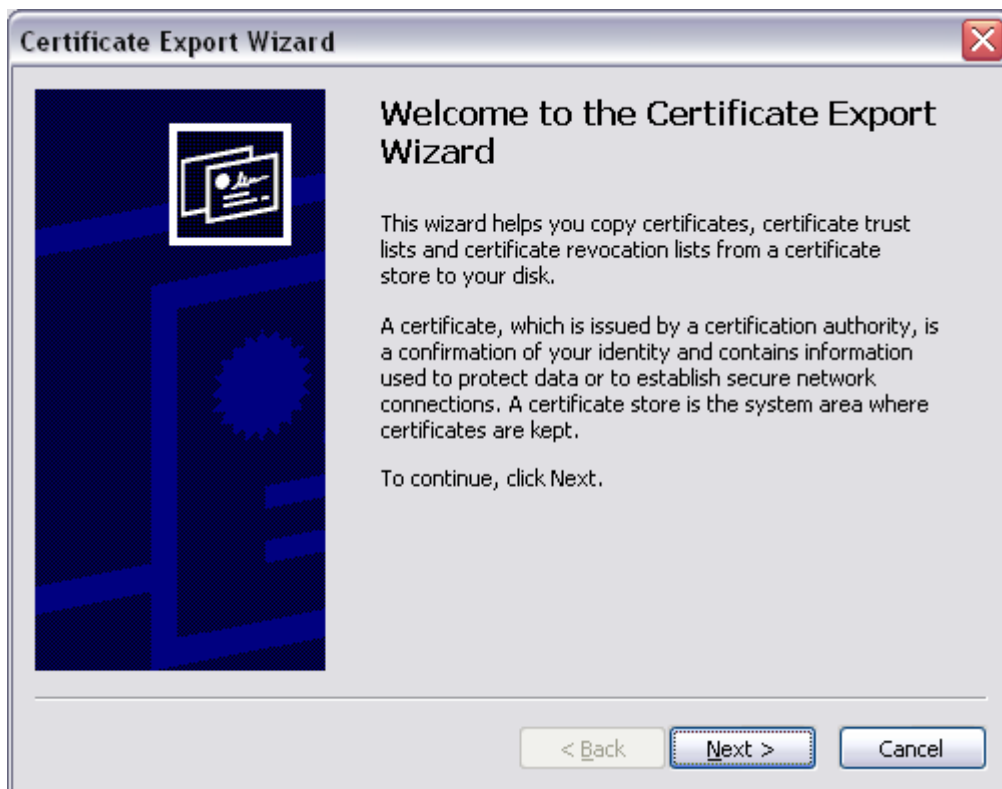 Certificate Export Wizard
Welcome to the Certificate Export
Wizard
This wizard helps you copy certificates, certificate trust
lists and certificate revocation lists from a certificate
store to your disk.
A certificate, which is issued by a certification authority, is
a confirmation of your identity and contains information
used to protect data or to establish secure network
connections. A certificate store is the system area where
certificates are kept.
To continue, click Next.
< Back
Next >
Cancel